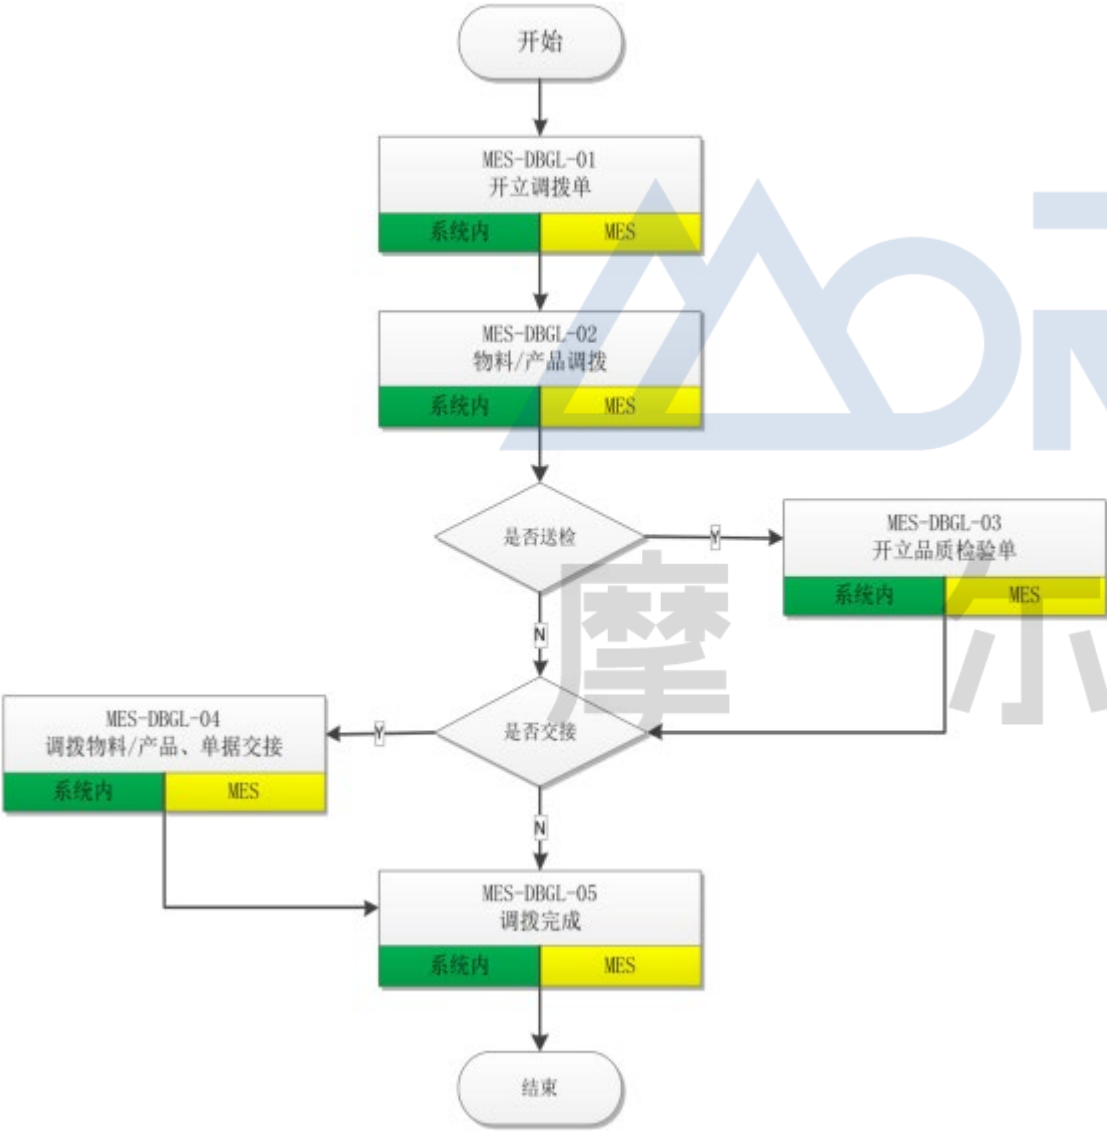 开始
MES-DBGL-01
开立调拨单
系统内 MES
MES-DBGL-02
物料/产品调拨
系统内 MES
是否送检
Y
MES-DBGL-03
开立品质检验单
系统内 MES
N
是否交接
Y
MES-DBGL-04
调拨物料/产品、单据交接
系统内 MES
N
MES-DBGL-05
调拨完成
系统内 MES
结束
摩尔